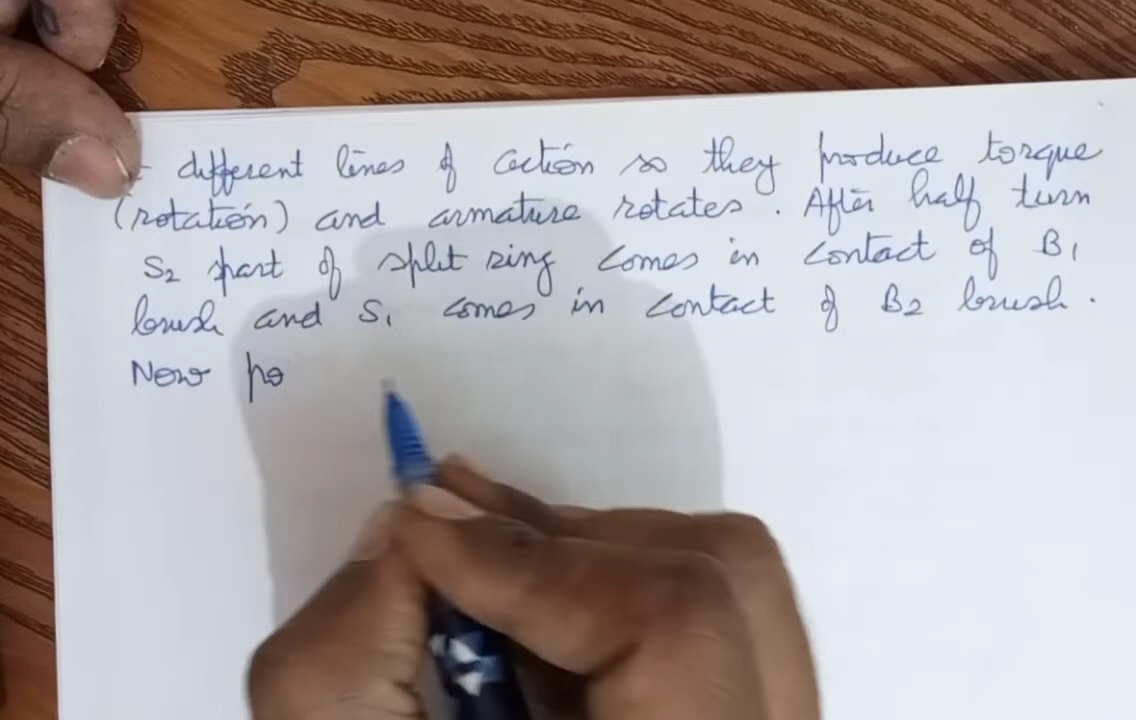 different lines of action so they produce torque
(rotation) and armature rotates. After half turn
S2 part of split ring comes in contact of B1
brush and S1 comes in contact of B2 brush.
Now po